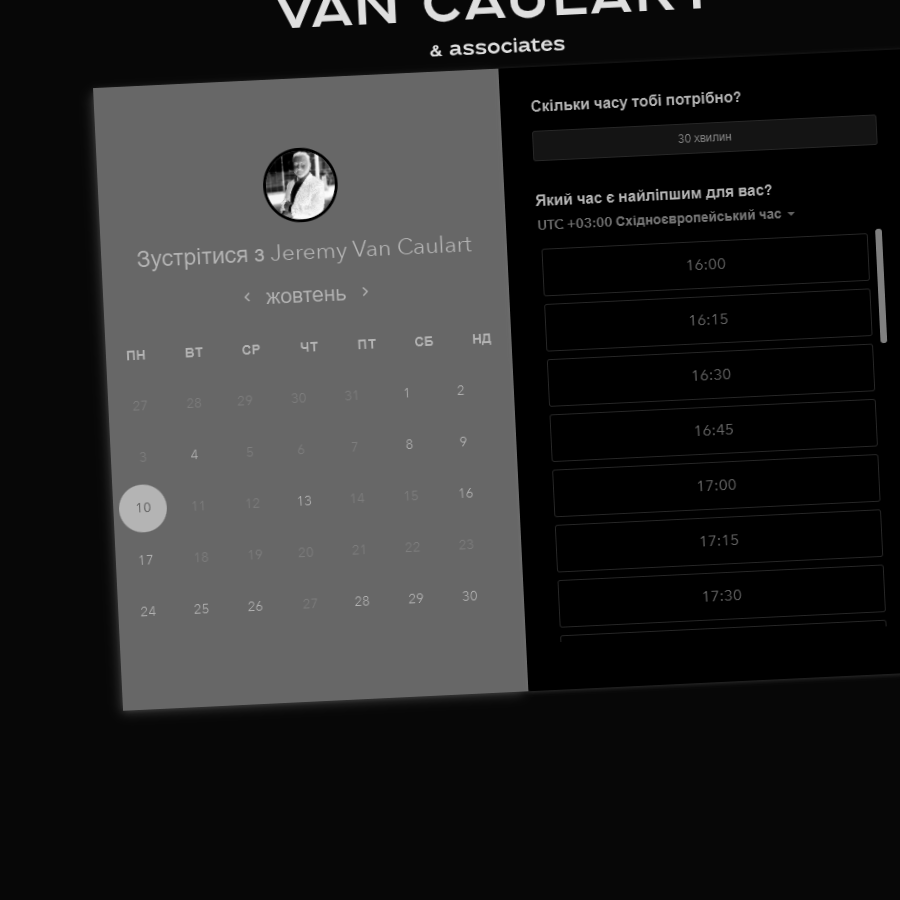 VAN CAULART
& associates
Зустрітися з Jeremy Van Caulart
жовтень
ПН ВТ СР ЧТ ПТ СБ НД
27 28 29 30 31 1 2
3 4 5 6 7 8 9
10 11 12 13 14 15 16
17 18 19 20 21 22 23
24 25 26 27 28 29 30
Скільки часу тобі потрібно?
30 хвилин
Який час є найліпшим для вас?
UTC +03:00 Східноєвропейський час
16:00
16:15
16:30
16:45
17:00
17:15
17:30